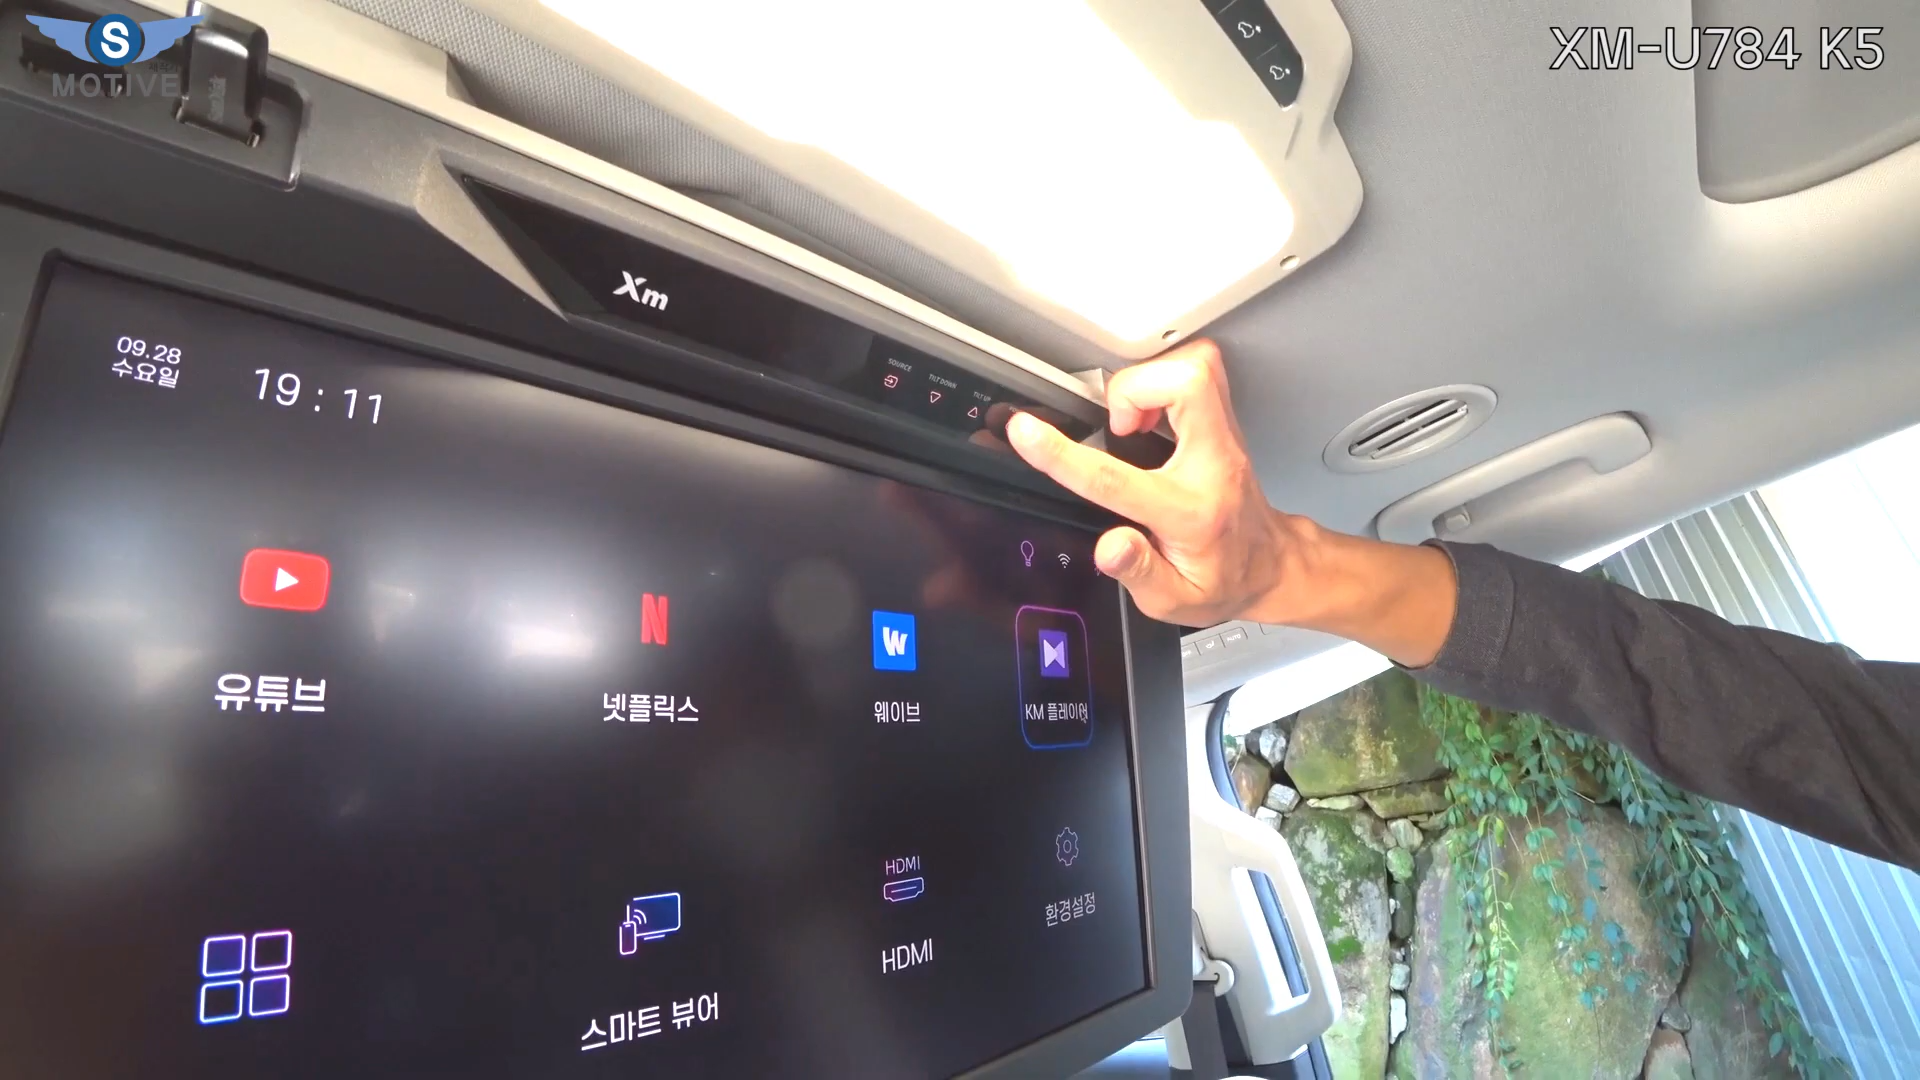 S
MOTIVE
XM-U784 K5
SanDisk
Xm
SOURCE
TILT DOWN
TILT UP
09.28
수요일
19 : 11
AUTO
유튜브
N
넷플릭스
W
웨이브
KM 플레이어
스마트 뷰어
HDMI
HDMI
환경설정